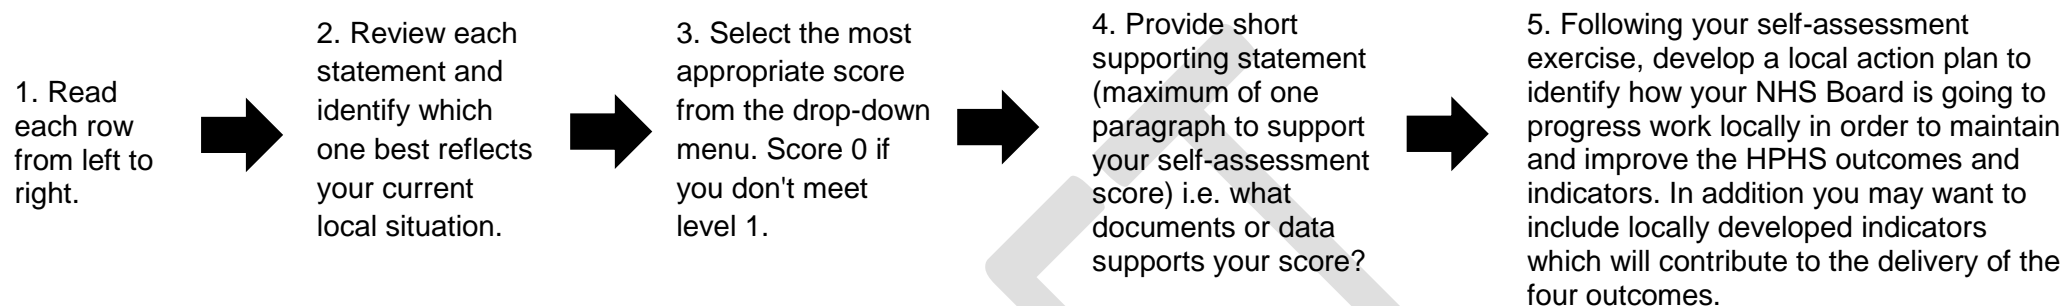 1. Read
each row
from left to
right.
2. Review each
statement and
identify which
one best reflects
your current
local situation.
3. Select the most
appropriate score
from the drop-down
menu. Score 0 if
you don't meet
level 1.
4. Provide short
supporting statement
(maximum of one
paragraph to support
your self-assessment
score) i.e. what
documents or data
supports your score?
5. Following your self-assessment
exercise, develop a local action plan to
identify how your NHS Board is going to
progress work locally in order to maintain
and improve the HPHS outcomes and
indicators. In addition you may want to
include locally developed indicators
which will contribute to the delivery of the
four outcomes.